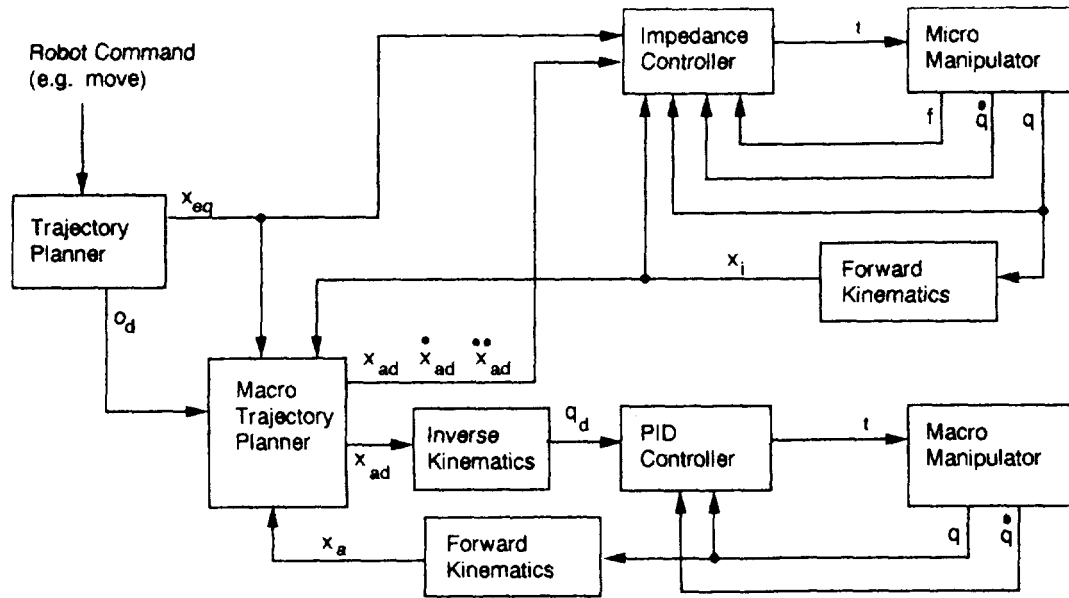 Robot Command
(e.g. move)
Impedance
Controller
t
Micro
Manipulator
f
q̇
q
x_eq
Trajectory
Planner
x_i
Forward
Kinematics
o_d
x_ad ẋ_ad ẍ_ad
Macro
Trajectory
Planner
x_ad
Inverse
Kinematics
q_d
PID
Controller
t
Macro
Manipulator
q
q̇
x_a
Forward
Kinematics